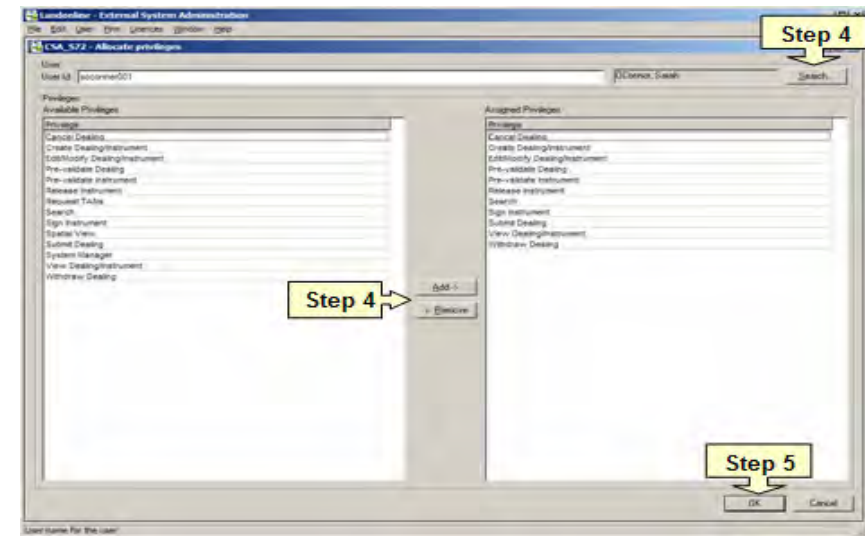 Landonline - External System Administration
File Edit User Firm Licences Window Help
CSA_S72 - Allocate privileges
Step 4
User
User Id OConnor, Sarah Search...
Privileges
Available Privileges Assigned Privileges
Privilege Privilege
Cancel Dealing Cancel Dealing
Create Dealing/Instrument Create Dealing/Instrument
Edit/Modify Dealing/Instrument Edit/Modify Dealing/Instrument
Pre-validate Dealing Pre-validate Dealing
Pre-validate Instrument Pre-validate Instrument
Release Instrument Release Instrument
Request TANs Search
Search Sign Instrument
Sign Instrument Submit Dealing
Spatial View View Dealing/Instrument
Submit Dealing Withdraw Dealing
System Manager
View Dealing/Instrument
Withdraw Dealing
Add >
Step 4
< Remove
Step 5
OK Cancel
User name for the user